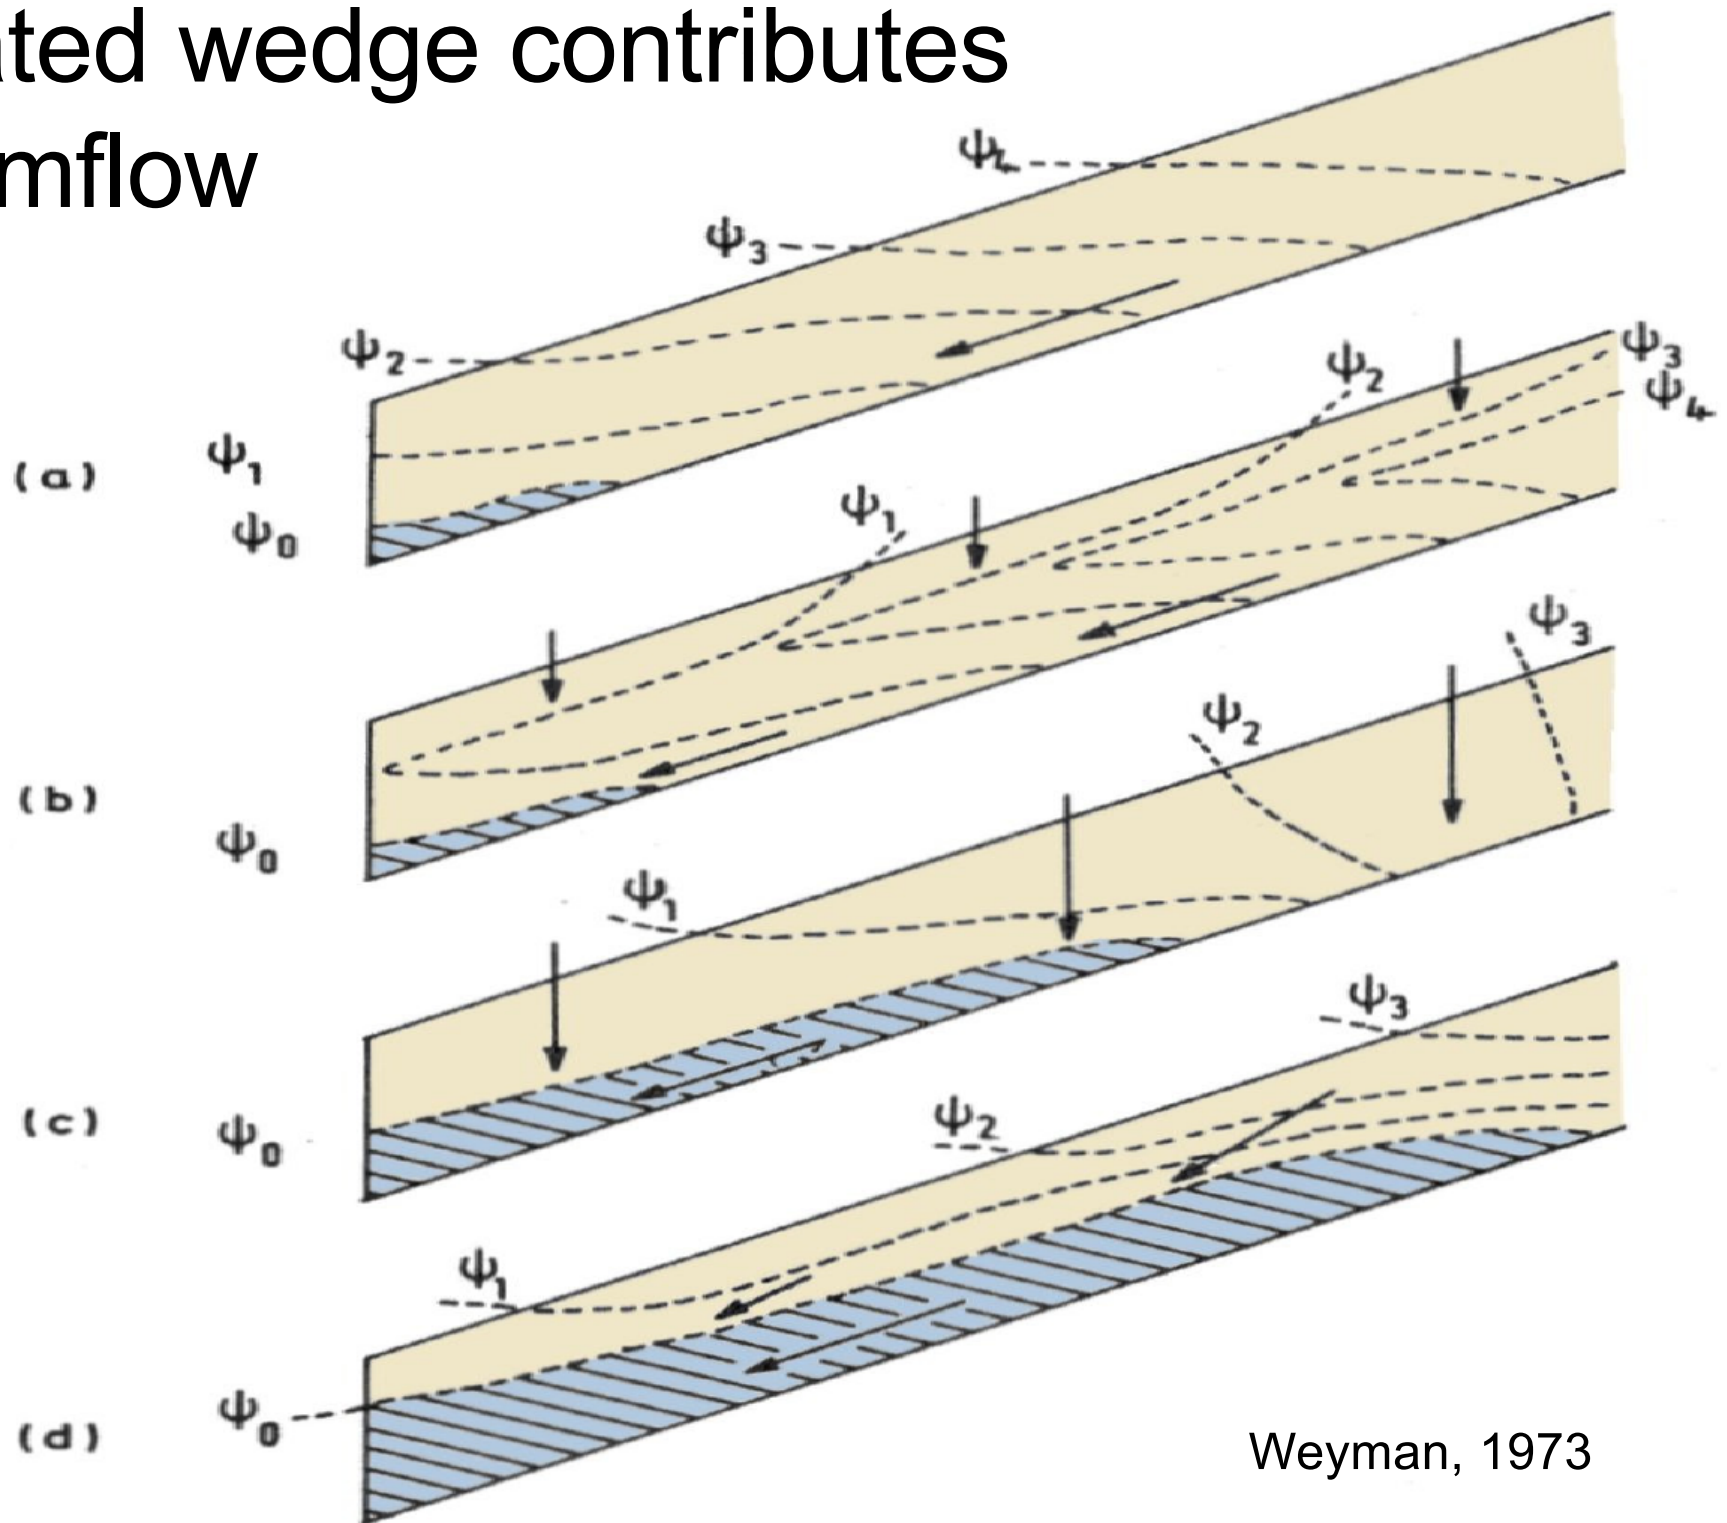 ated wedge contributes
mflow
ψ4
ψ3
ψ2
ψ1
(a)
ψ0
ψ3
ψ2
ψ4
ψ1
(b)
ψ0
ψ3
ψ2
ψ1
(c)
ψ0
ψ3
ψ2
ψ1
ψ0
(d)
Weyman, 1973